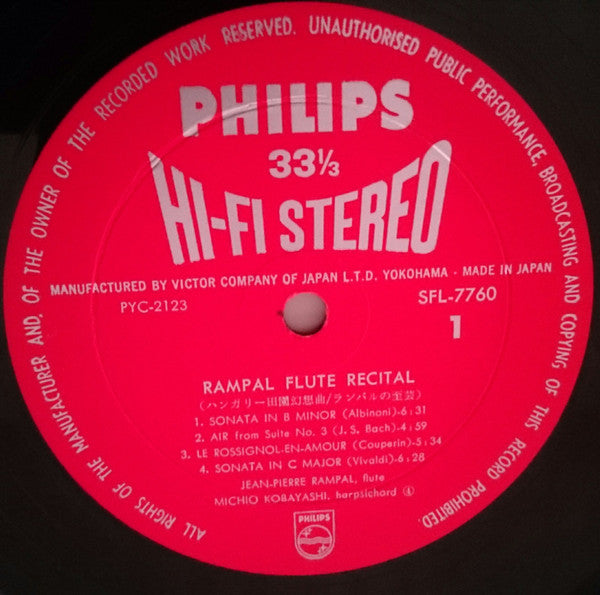 ALL RIGHTS OF THE MANUFACTURER AND, OF THE OWNER OF THE RECORDED WORK RESERVED. UNAUTHORISED PUBLIC PERFORMANCE, BROADCASTING AND COPYING OF THIS RECORD PROHIBITED.
PHILIPS
33⅓
HI-FI STEREO
MANUFACTURED BY VICTOR COMPANY OF JAPAN L.T.D. YOKOHAMA - MADE IN JAPAN
PYC-2123
SFL-7760
1
RAMPAL FLUTE RECITAL
(ハンガリー田園幻想曲/ランパルの至芸)
1. SONATA IN B MINOR (Albinoni)-6:31
2. AIR from Suite No. 3 (J. S. Bach)-4:59
3. LE ROSSIGNOL-EN-AMOUR (Couperin)-5:34
4. SONATA IN C MAJOR (Vivaldi)-6:28
JEAN-PIERRE RAMPAL, flute
MICHIO KOBAYASHI, harpsichord ④
PHILIPS